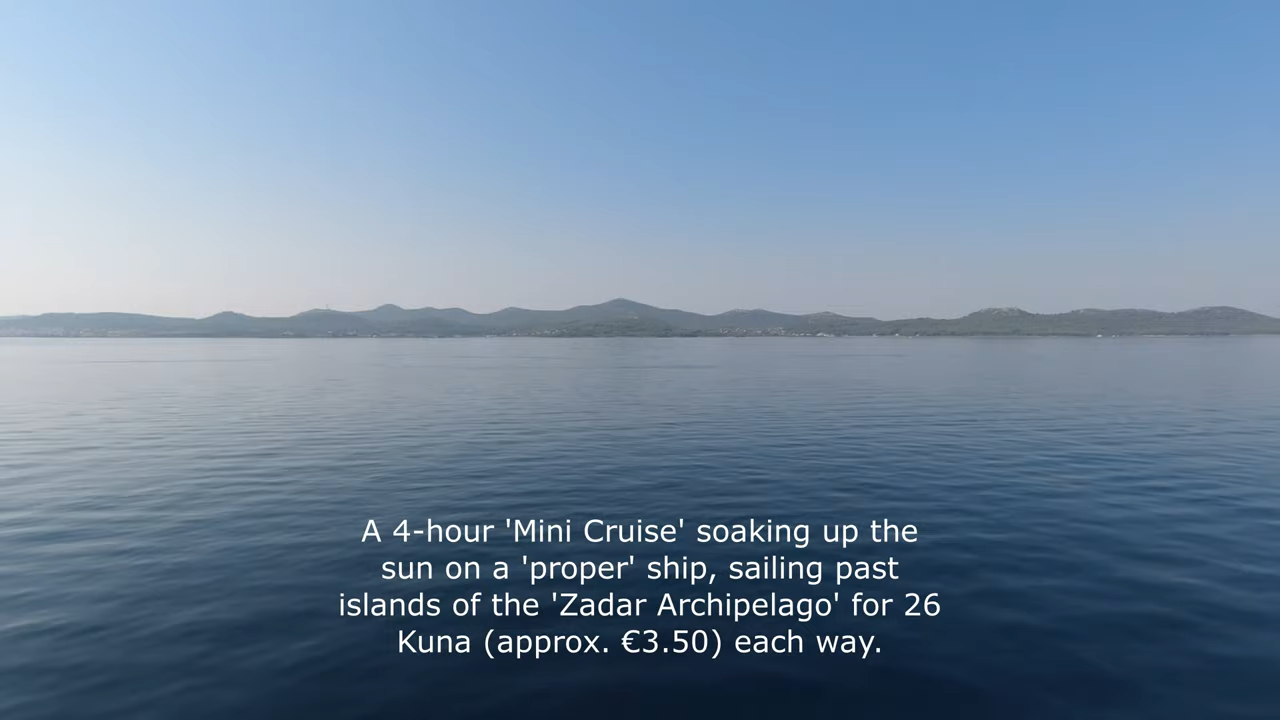 A 4-hour 'Mini Cruise' soaking up the
sun on a 'proper' ship, sailing past
islands of the 'Zadar Archipelago' for 26
Kuna (approx. €3.50) each way.